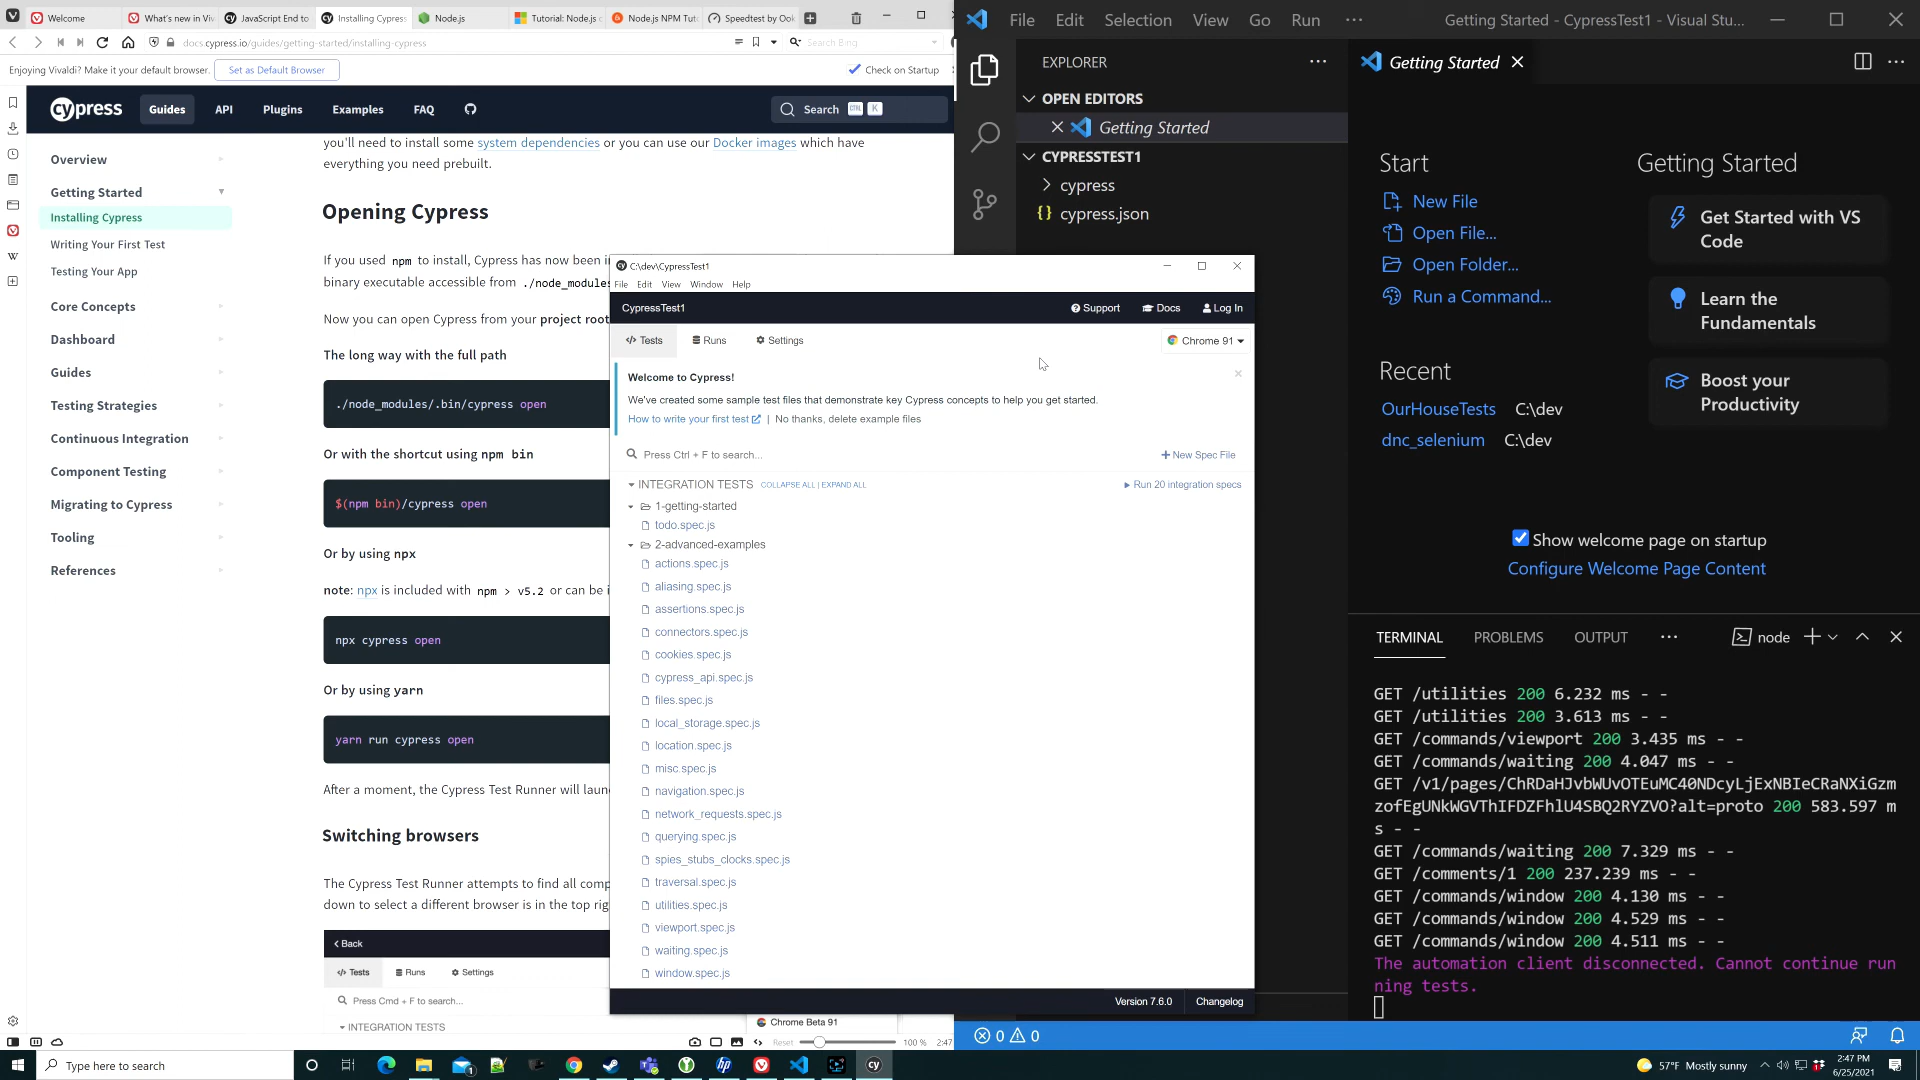 Welcome
What's new in Viv
JavaScript End to
Installing Cypress
Node.js
Tutorial: Node.js
Node.js NPM Tut
Speedtest by Ook
docs.cypress.io/guides/getting-started/installing-cypress
Search Bing
Enjoying Vivaldi? Make it your default browser.
Set as Default Browser
Check on Startup
cypress
Guides
API
Plugins
Examples
FAQ
Search
CTRL
K
Overview
Getting Started
Installing Cypress
Writing Your First Test
Testing Your App
Core Concepts
Dashboard
Guides
Testing Strategies
Continuous Integration
Component Testing
Migrating to Cypress
Tooling
References
you'll need to install some system dependencies or you can use our Docker images which have
everything you need prebuilt.
Opening Cypress
If you used npm to install, Cypress has now been i
binary executable accessible from ./node_modules
Now you can open Cypress from your project root
The long way with the full path
./node_modules/.bin/cypress open
Or with the shortcut using npm bin
$(npm bin)/cypress open
Or by using npx
note: npx is included with npm > v5.2 or can be i
npx cypress open
Or by using yarn
yarn run cypress open
After a moment, the Cypress Test Runner will laun
Switching browsers
The Cypress Test Runner attempts to find all comp
down to select a different browser is in the top rig
< Back
</> Tests
Runs
Settings
Press Cmd + F to search...
INTEGRATION TESTS
Chrome Beta 91
Reset
100 %
2:47
C:\dev\CypressTest1
File Edit View Window Help
CypressTest1
Support
Docs
Log In
</> Tests
Runs
Settings
Chrome 91
Welcome to Cypress!
We've created some sample test files that demonstrate key Cypress concepts to help you get started.
How to write your first test | No thanks, delete example files
Press Ctrl + F to search...
+ New Spec File
INTEGRATION TESTS COLLAPSE ALL | EXPAND ALL
Run 20 integration specs
1-getting-started
todo.spec.js
2-advanced-examples
actions.spec.js
aliasing.spec.js
assertions.spec.js
connectors.spec.js
cookies.spec.js
cypress_api.spec.js
files.spec.js
local_storage.spec.js
location.spec.js
misc.spec.js
navigation.spec.js
network_requests.spec.js
querying.spec.js
spies_stubs_clocks.spec.js
traversal.spec.js
utilities.spec.js
viewport.spec.js
waiting.spec.js
window.spec.js
Version 7.6.0
Changelog
File Edit Selection View Go Run ···
Getting Started - CypressTest1 - Visual Stu...
EXPLORER
OPEN EDITORS
Getting Started
CYPRESSTEST1
cypress
{} cypress.json
Getting Started
Start
New File
Open File...
Open Folder...
Run a Command...
Recent
OurHouseTests C:\dev
dnc_selenium C:\dev
Getting Started
Get Started with VS
Code
Learn the
Fundamentals
Boost your
Productivity
Show welcome page on startup
Configure Welcome Page Content
TERMINAL
PROBLEMS
OUTPUT
···
node
GET /utilities 200 6.232 ms - -
GET /utilities 200 3.613 ms - -
GET /commands/viewport 200 3.435 ms - -
GET /commands/waiting 200 4.047 ms - -
GET /v1/pages/ChRDaHJvbWUvOTEuMC40NDcyLjExNBIeCRaNXiGzm
zofEgUNkWGVThIFDZFhlU4SBQ2RYZVO?alt=proto 200 583.597 m
s - -
GET /commands/waiting 200 7.329 ms - -
GET /comments/1 200 237.239 ms - -
GET /commands/window 200 4.130 ms - -
GET /commands/window 200 4.529 ms - -
GET /commands/window 200 4.511 ms - -
The automation client disconnected. Cannot continue run
ning tests.
0
0
Type here to search
57°F Mostly sunny
2:47 PM
6/25/2021